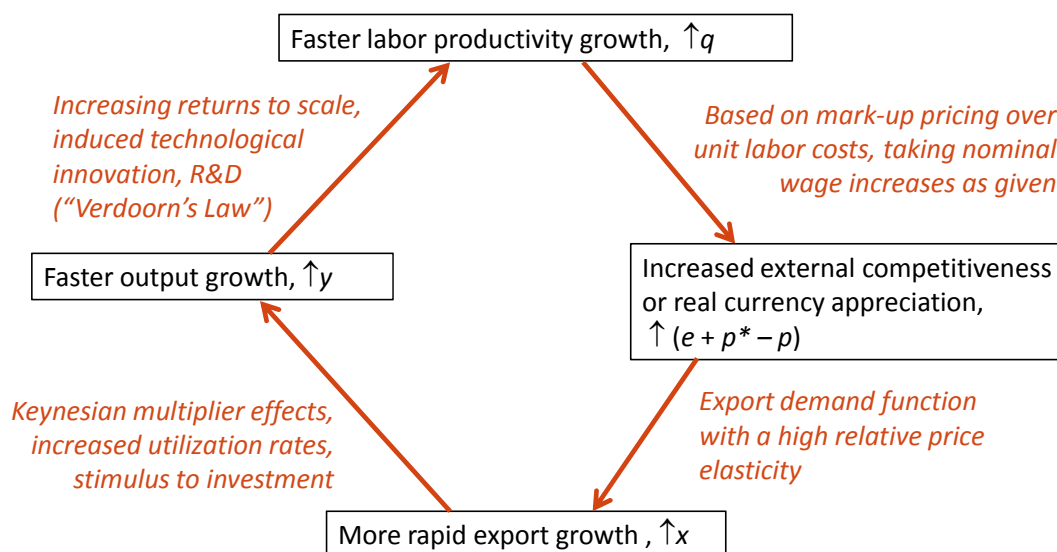 Faster labor productivity growth, ↑q
Increasing returns to scale,
induced technological
innovation, R&D
(“Verdoorn’s Law”)
Based on mark-up pricing over
unit labor costs, taking nominal
wage increases as given
Faster output growth, ↑y
Increased external competitiveness
or real currency appreciation,
↑ (e + p* – p)
Keynesian multiplier effects,
increased utilization rates,
stimulus to investment
Export demand function
with a high relative price
elasticity
More rapid export growth , ↑x